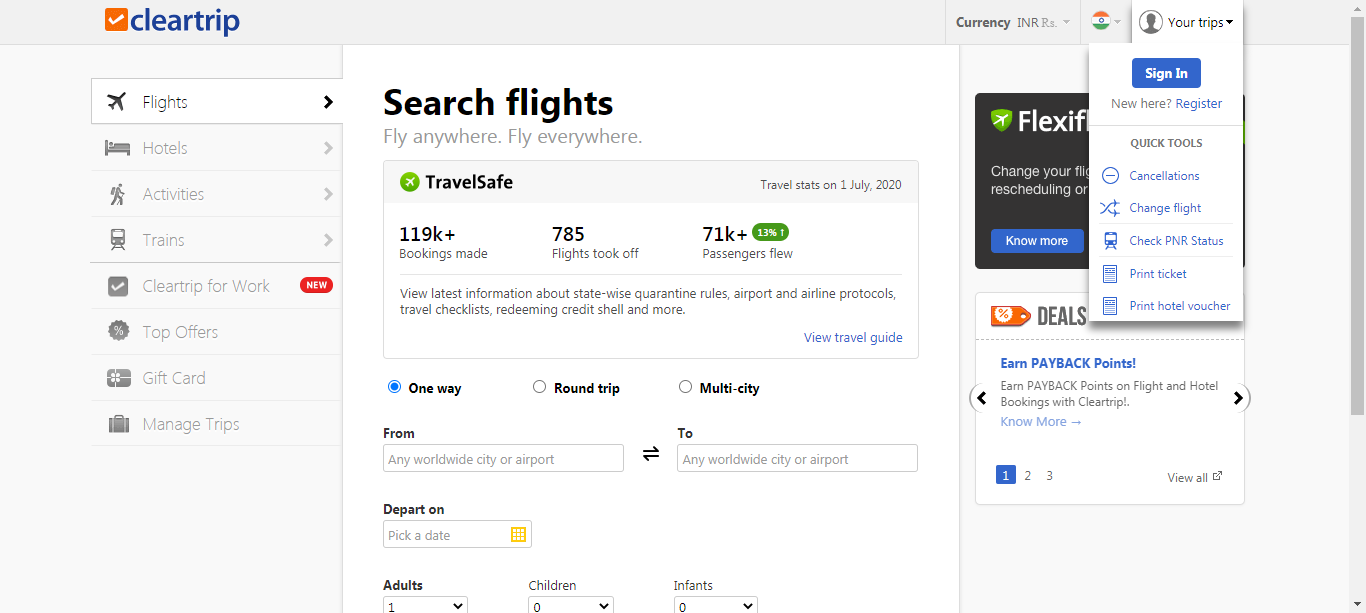 cleartrip
Currency INR Rs.
Your trips
Sign In
New here? Register
QUICK TOOLS
Cancellations
Change flight
Check PNR Status
Print ticket
Print hotel voucher
Flights
Hotels
Activities
Trains
Cleartrip for Work NEW
Top Offers
Gift Card
Manage Trips
Search flights
Fly anywhere. Fly everywhere.
TravelSafe
Travel stats on 1 July, 2020
119k+ 785 71k+ 13% ↑
Bookings made Flights took off Passengers flew
View latest information about state-wise quarantine rules, airport and airline protocols,
travel checklists, redeeming credit shell and more.
View travel guide
One way Round trip Multi-city
From To
Any worldwide city or airport Any worldwide city or airport
Depart on
Pick a date
Adults Children Infants
1 0 0
Change your
rescheduling or
Know more
DEALS
Earn PAYBACK Points!
Earn PAYBACK Points on Flight and Hotel
Bookings with Cleartrip!.
Know More →
1 2 3 View all